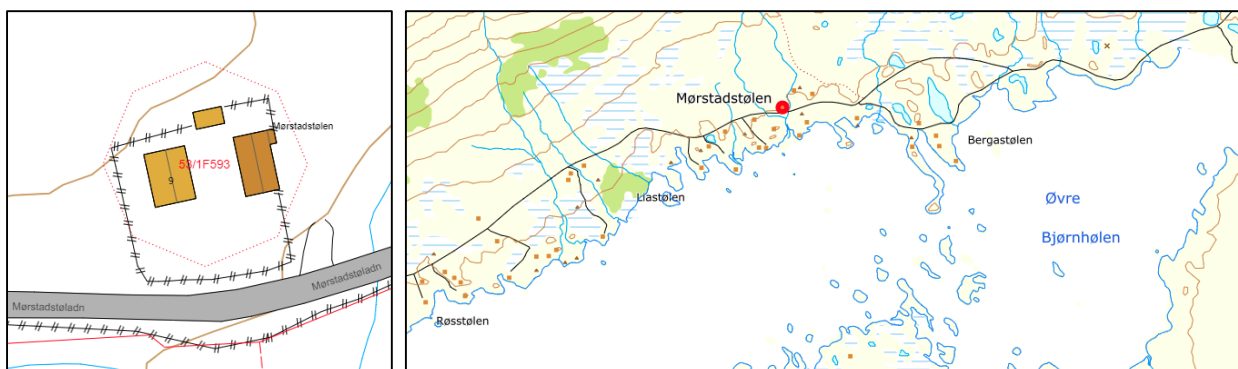 Mørstadstølen
53/1F593
9
Mørstadstøladn
Mørstadstøladn
Mørstadstølen
Bergastølen
Liastølen
Øvre
Bjørnhølen
Røsstølen